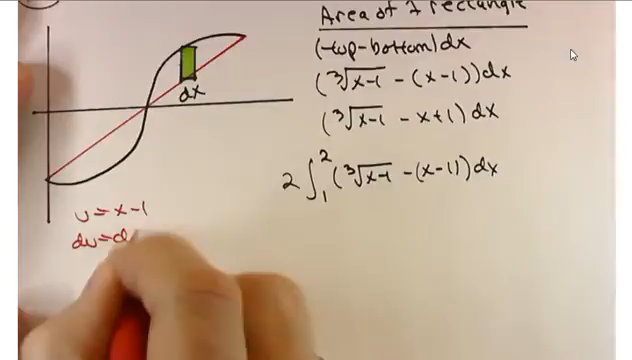 Area of 1 rectangle
(top-bottom)dx
(∛x-1 - (x-1))dx
dx
(∛x-1 - x+1)dx
2∫₁² (∛x-1 - (x-1))dx
u=x-1
du=d